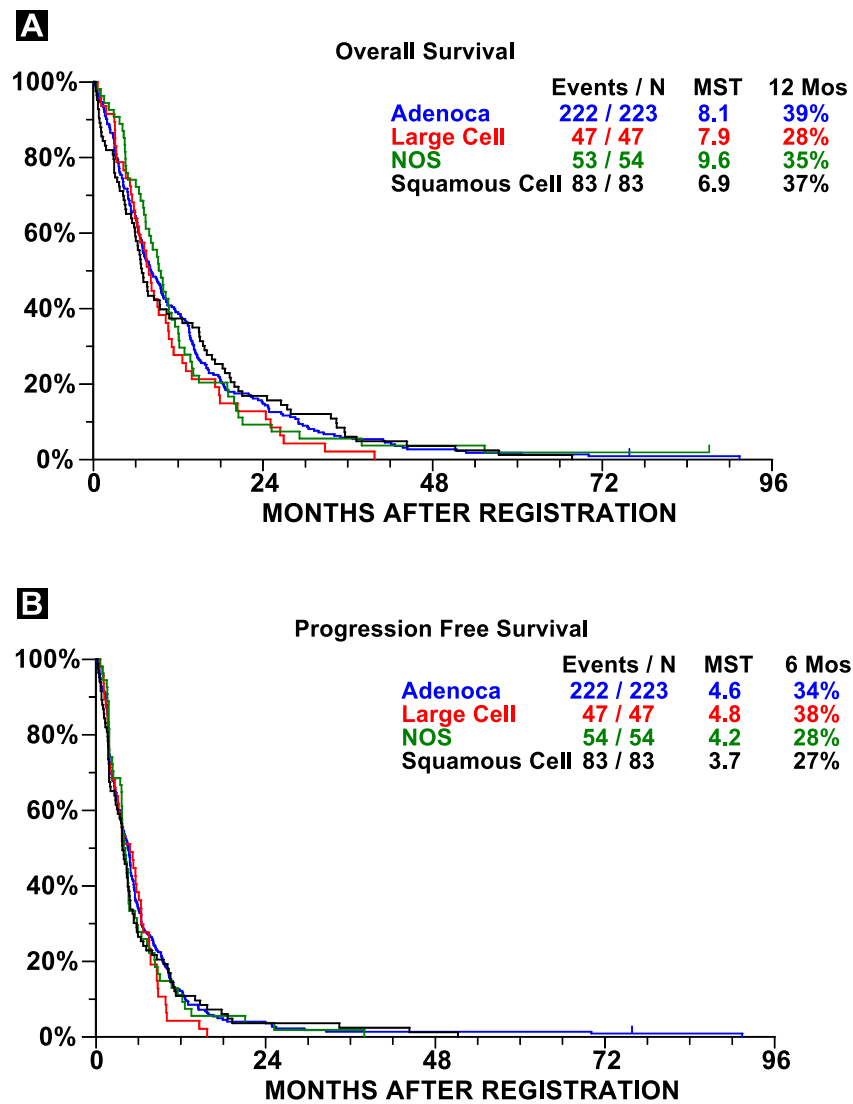 A
Overall Survival
Events / N MST 12 Mos
Adenoca 222 / 223 8.1 39%
Large Cell 47 / 47 7.9 28%
NOS 53 / 54 9.6 35%
Squamous Cell 83 / 83 6.9 37%
100%
80%
60%
40%
20%
0%
0 24 48 72 96
MONTHS AFTER REGISTRATION
B
Progression Free Survival
Events / N MST 6 Mos
Adenoca 222 / 223 4.6 34%
Large Cell 47 / 47 4.8 38%
NOS 54 / 54 4.2 28%
Squamous Cell 83 / 83 3.7 27%
100%
80%
60%
40%
20%
0%
0 24 48 72 96
MONTHS AFTER REGISTRATION